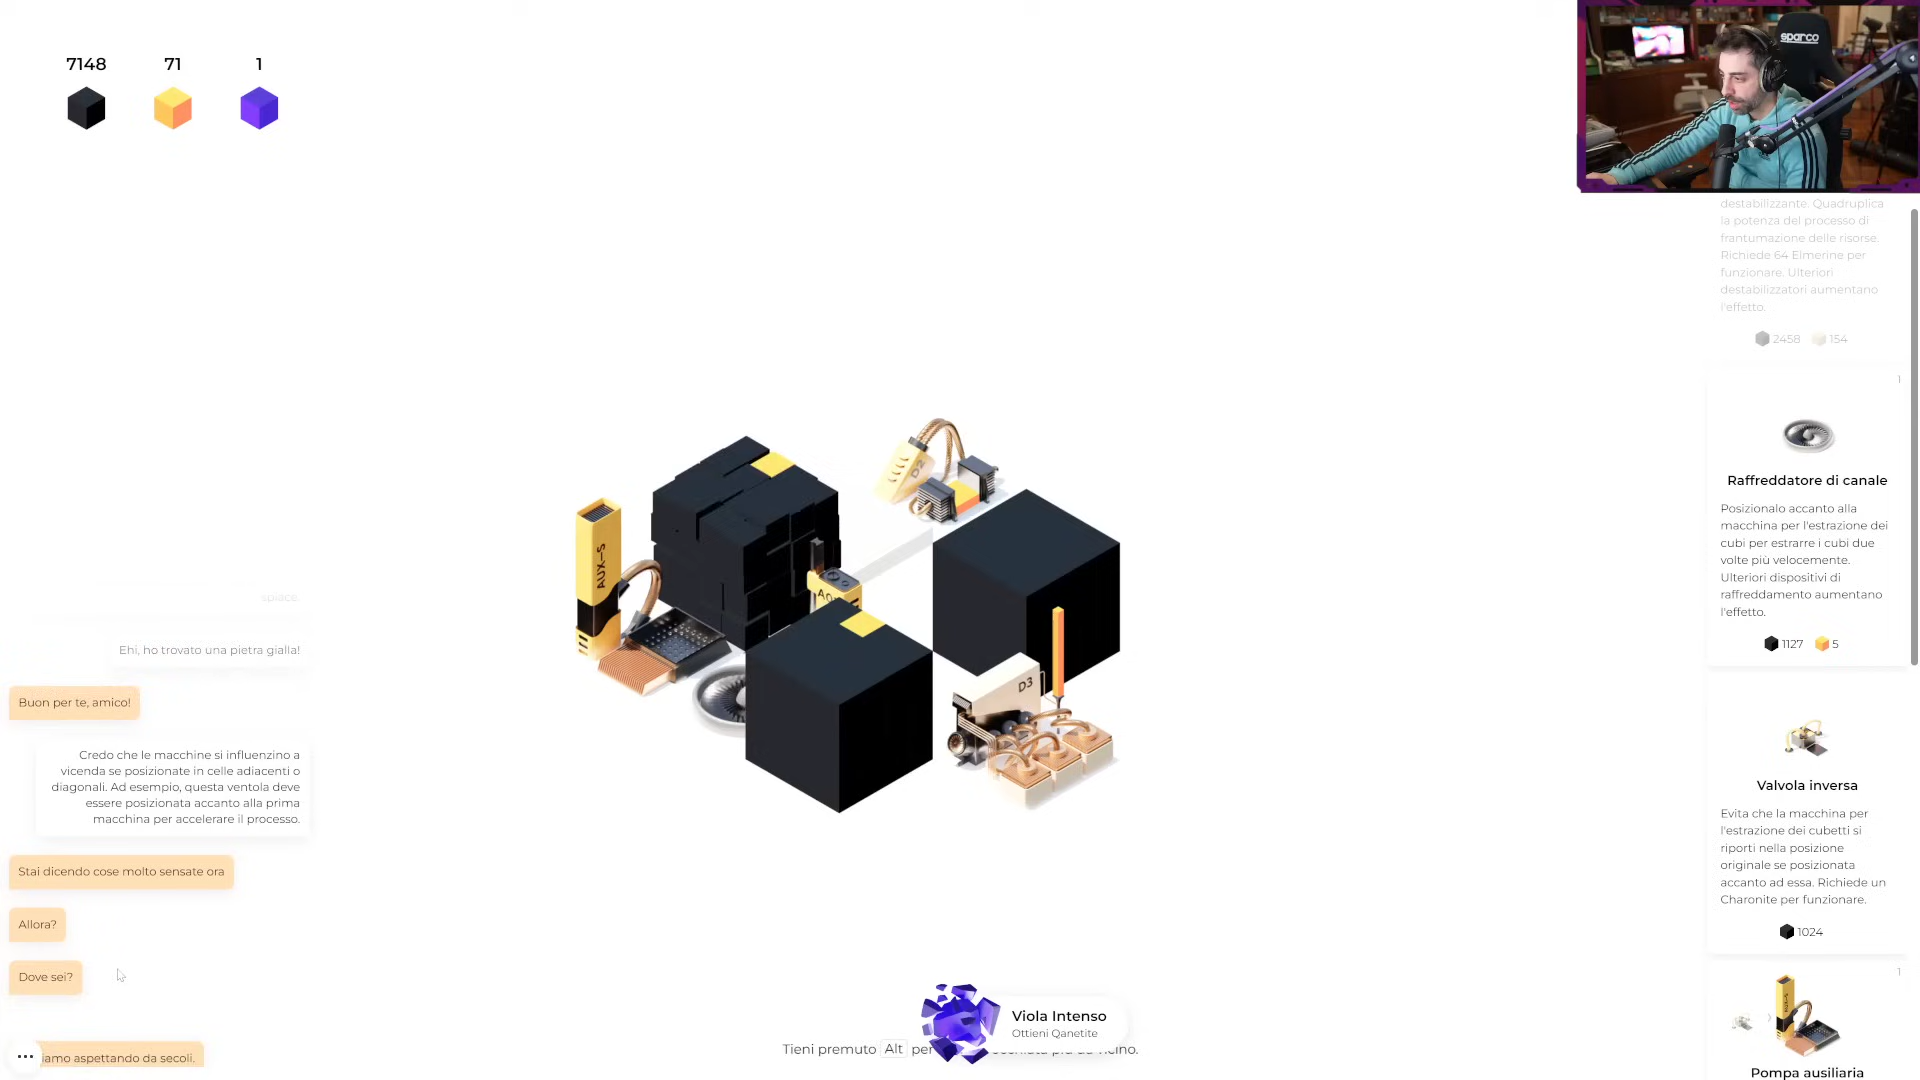 7148
71
1
sparco
destabilizzante. Quadruplica
la potenza del processo di
frantumazione delle risorse.
Richiede 64 Elmerine per
funzionare. Ulteriori
destabilizzatori aumentano
l'effetto.
2458
154
1
Raffreddatore di canale
Posizionalo accanto alla
macchina per l'estrazione dei
cubi per estrarre i cubi due
volte più velocemente.
Ulteriori dispositivi di
raffreddamento aumentano
l'effetto.
1127
5
Valvola inversa
Evita che la macchina per
l'estrazione dei cubetti si
riporti nella posizione
originale se posizionata
accanto ad essa. Richiede un
Charonite per funzionare.
1024
1
Pompa ausiliaria
D2
AUX-S
D3
spiace.
Ehi, ho trovato una pietra gialla!
Buon per te, amico!
Credo che le macchine si influenzino a
vicenda se posizionate in celle adiacenti o
diagonali. Ad esempio, questa ventola deve
essere posizionata accanto alla prima
macchina per accelerare il processo.
Stai dicendo cose molto sensate ora
Allora?
Dove sei?
iamo aspettando da secoli.
Viola Intenso
Ottieni Qanetite
Tieni premuto Alt per più da vicino.